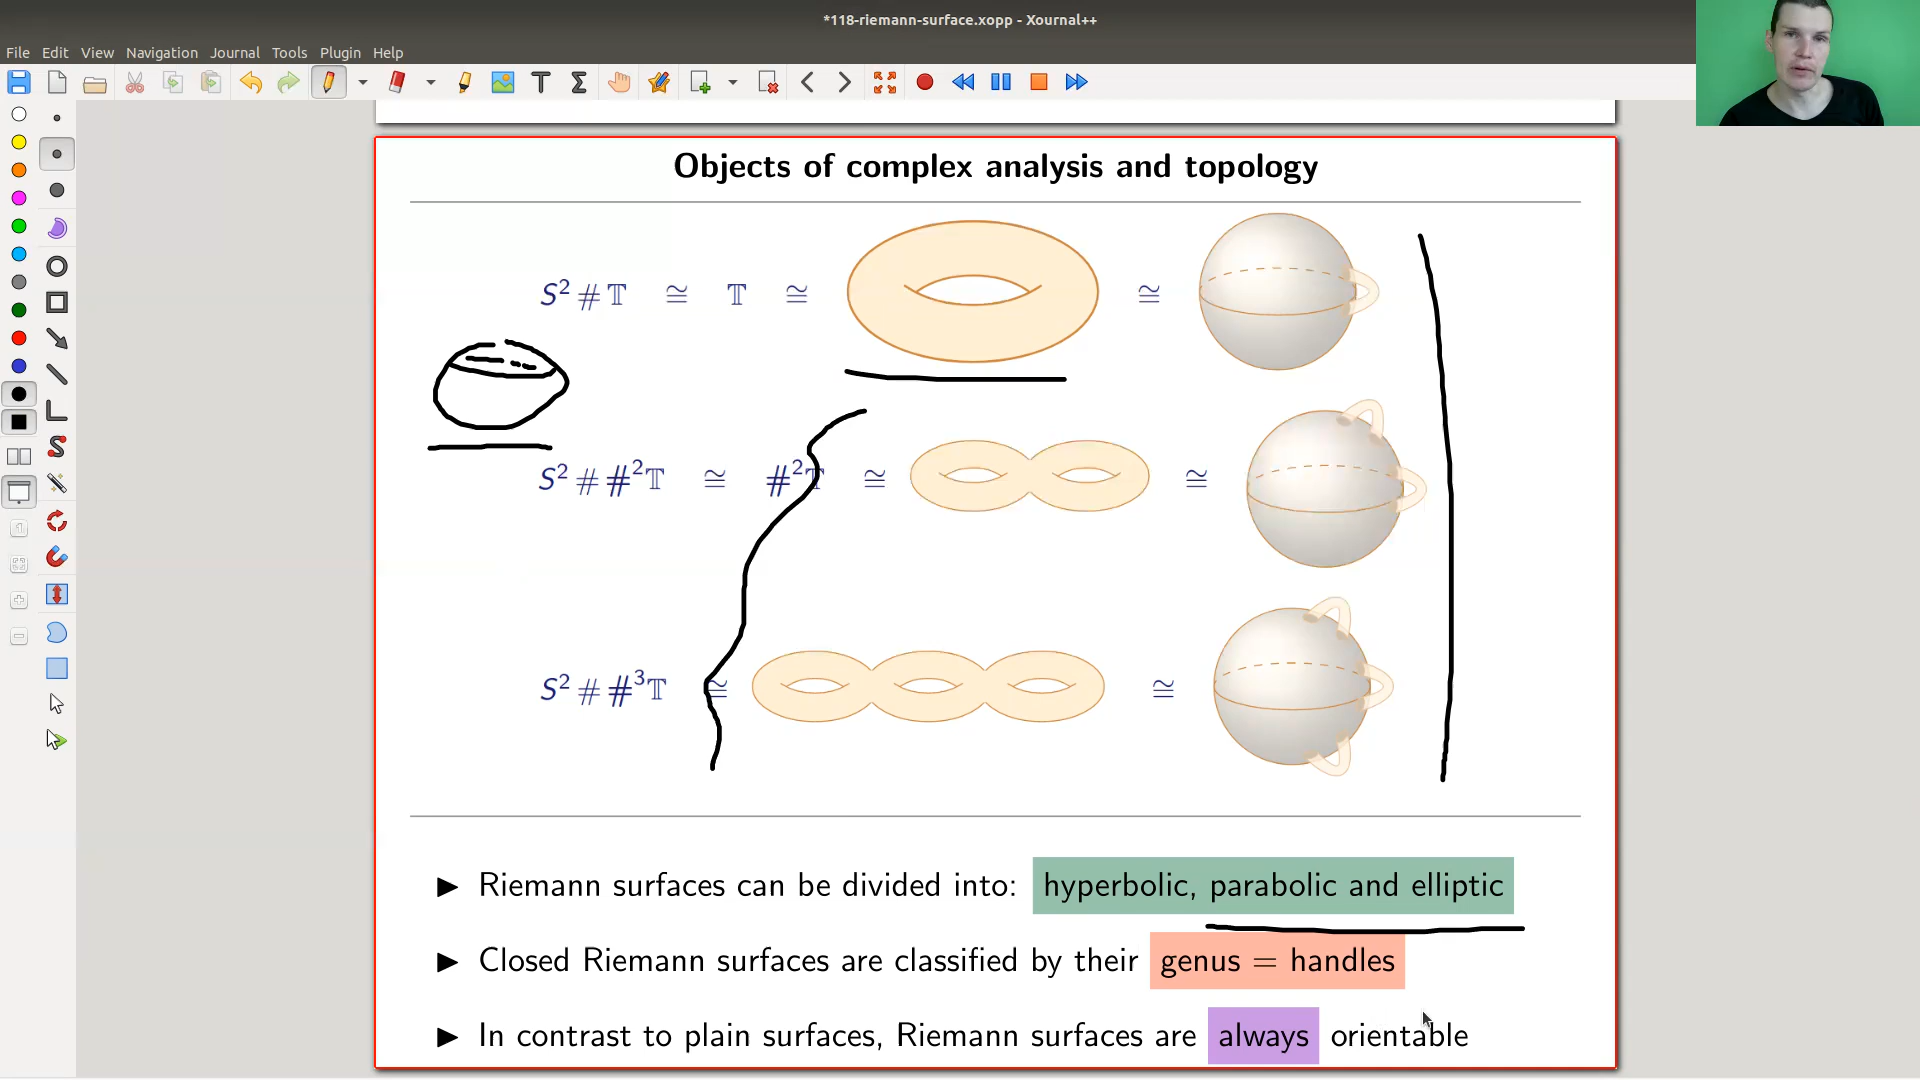 *118-riemann-surface.xopp - Xournal++
File Edit View Navigation Journal Tools Plugin Help
Objects of complex analysis and topology
S² # 𝕋 ≅ 𝕋 ≅ ≅
S² # #²𝕋 ≅ #²𝕋 ≅ ≅
S² # #³𝕋 ≅ ≅
▶ Riemann surfaces can be divided into: hyperbolic, parabolic and elliptic
▶ Closed Riemann surfaces are classified by their genus = handles
▶ In contrast to plain surfaces, Riemann surfaces are always orientable